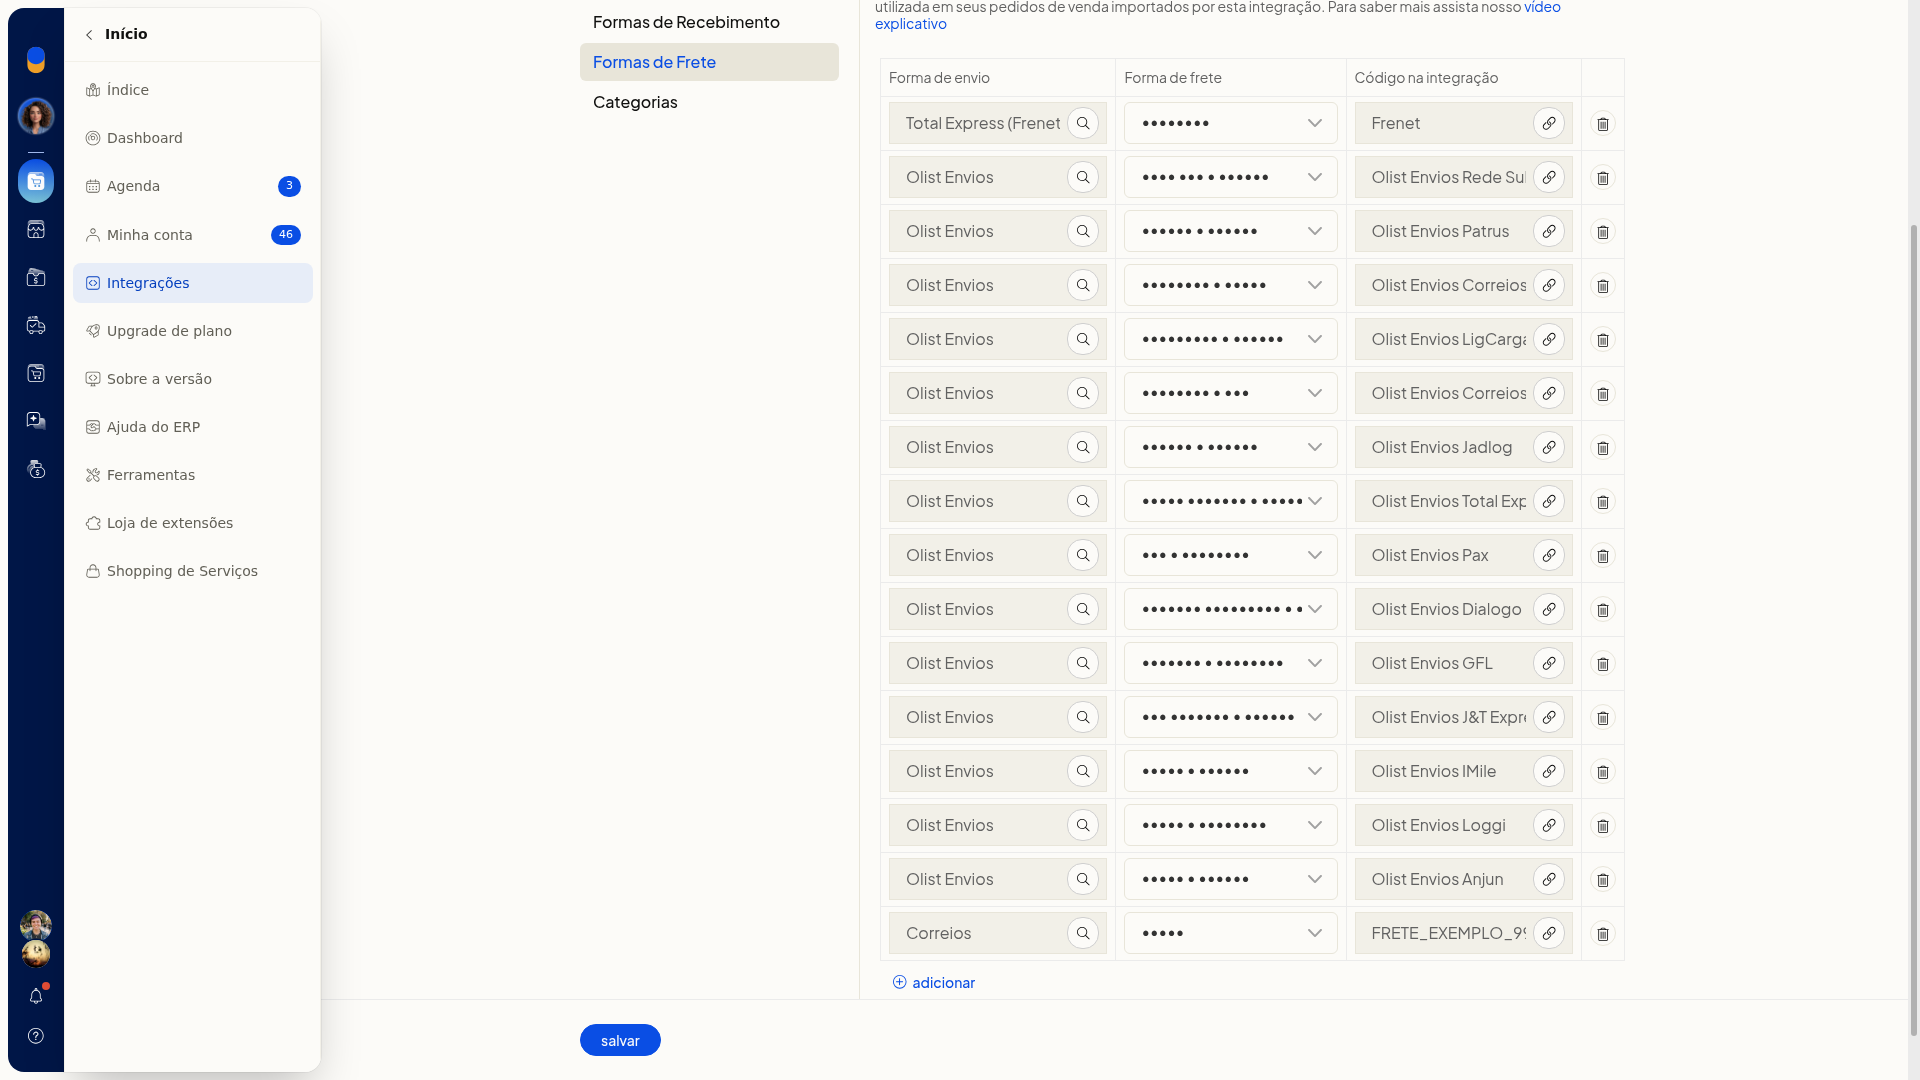 Início
Índice
Dashboard
Agenda 3
Minha conta 46
Integrações
Upgrade de plano
Sobre a versão
Ajuda do ERP
Ferramentas
Loja de extensões
Shopping de Serviços
Formas de Recebimento
Formas de Frete
Categorias
utilizada em seus pedidos de venda importados por esta integração. Para saber mais assista nosso vídeo
explicativo
Forma de envio Forma de frete Código na integração
Total Express (Frenet •••••••• Frenet
Olist Envios •••• ••• • •••••• Olist Envios Rede Su
Olist Envios •••••• • •••••• Olist Envios Patrus
Olist Envios •••••••• • ••••• Olist Envios Correios
Olist Envios ••••••••• • •••••• Olist Envios LigCarga
Olist Envios •••••••• • ••• Olist Envios Correios
Olist Envios •••••• • •••••• Olist Envios Jadlog
Olist Envios ••••• ••••••• • ••••• Olist Envios Total Exp
Olist Envios ••• • •••••••• Olist Envios Pax
Olist Envios ••••••• ••••••••• • • Olist Envios Dialogo
Olist Envios ••••••• • •••••••• Olist Envios GFL
Olist Envios ••• ••••••• • •••••• Olist Envios J&T Expre
Olist Envios ••••• • •••••• Olist Envios IMile
Olist Envios ••••• • •••••••• Olist Envios Loggi
Olist Envios ••••• • •••••• Olist Envios Anjun
Correios ••••• FRETE_EXEMPLO_99
adicionar
salvar